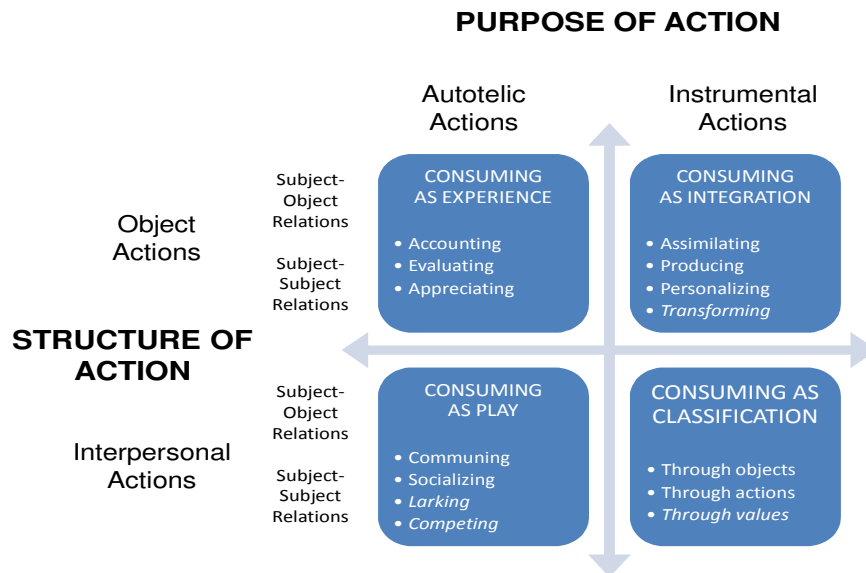 PURPOSE OF ACTION
Autotelic
Actions
Instrumental
Actions
STRUCTURE OF
ACTION
Object
Actions
Subject-
Object
Relations
Subject-
Subject
Relations
CONSUMING
AS EXPERIENCE
• Accounting
• Evaluating
• Appreciating
CONSUMING
AS INTEGRATION
• Assimilating
• Producing
• Personalizing
• Transforming
Interpersonal
Actions
Subject-
Object
Relations
Subject-
Subject
Relations
CONSUMING
AS PLAY
• Communing
• Socializing
• Larking
• Competing
CONSUMING AS
CLASSIFICATION
• Through objects
• Through actions
• Through values